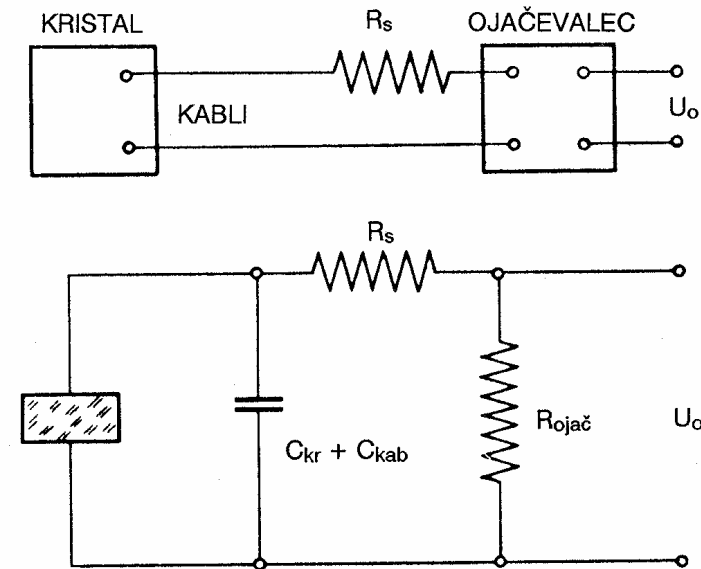 KRISTAL
Rs
OJAČEVALEC
KABLI
Uo
Rs
Ckr + Ckab
Rojač
Uo